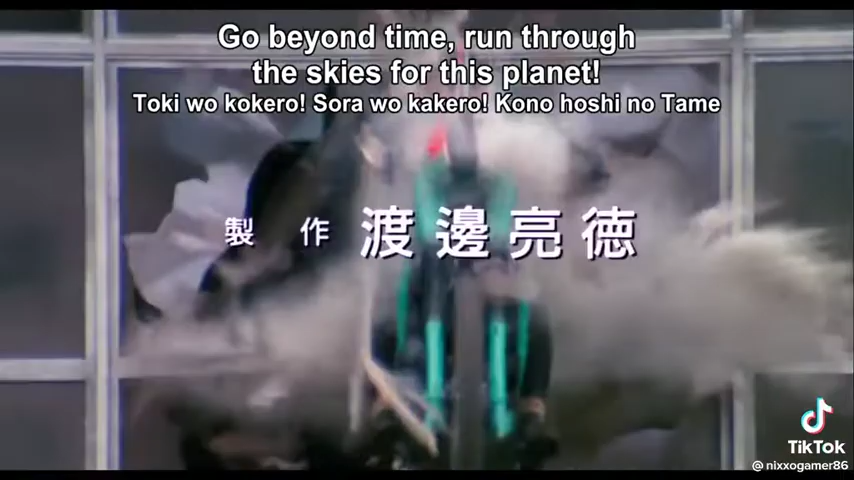 Go beyond time, run through
the skies for this planet!
Toki wo kokero! Sora wo kakero! Kono hoshi no Tame
製 作 渡邊亮徳
TikTok
@ nixxogamer86